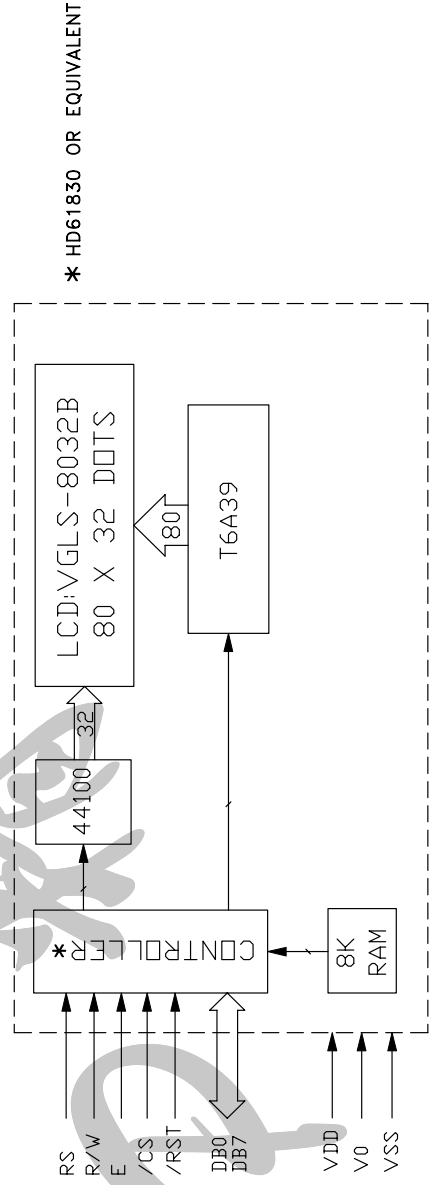 * HD61830 OR EQUIVALENT
LCD:VGLS-8032B
80 X 32 DOTS
80
T6A39
32
44100
CONTROLLER*
8K
RAM
RS
R/W
E
/CS
/RST
DB0
DB7
VDD
V0
VSS